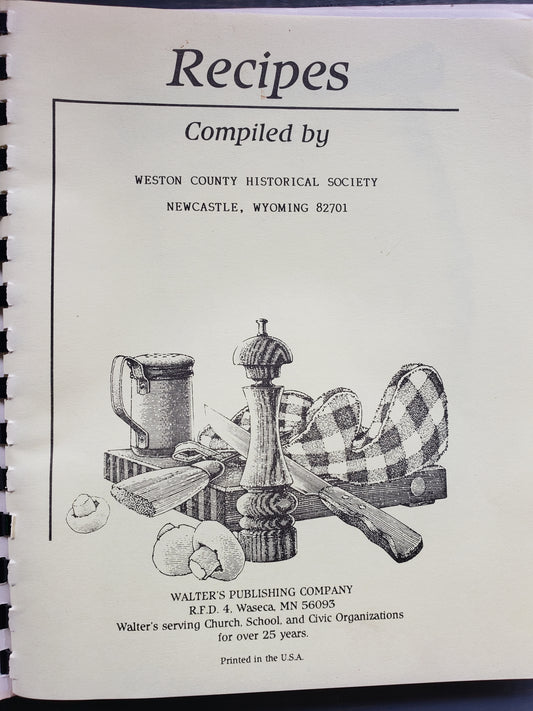 Recipes
Compiled by
WESTON COUNTY HISTORICAL SOCIETY
NEWCASTLE, WYOMING 82701
WALTER'S PUBLISHING COMPANY
R.F.D. 4, Waseca, MN 56093
Walter's serving Church, School, and Civic Organizations
for over 25 years.
Printed in the U.S.A.